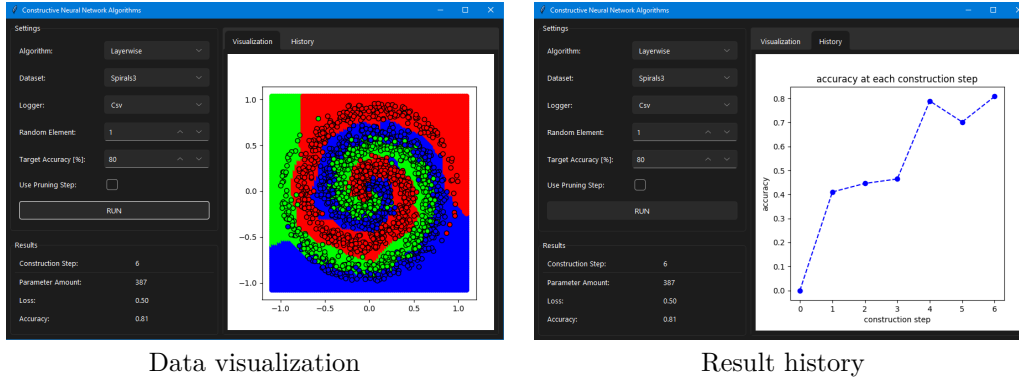 Constructive Neural Network Algorithms
Settings
Algorithm: Layerwise
Dataset: Spirals3
Logger: Csv
Random Element: 1
Target Accuracy [%]: 80
Use Pruning Step:
RUN
Results
Construction Step: 6
Parameter Amount: 387
Loss: 0.50
Accuracy: 0.81
Visualization History
1.0
0.5
0.0
−0.5
−1.0
−1.0 −0.5 0.0 0.5 1.0
Data visualization
Constructive Neural Network Algorithms
Settings
Algorithm: Layerwise
Dataset: Spirals3
Logger: Csv
Random Element: 1
Target Accuracy [%]: 80
Use Pruning Step:
RUN
Results
Construction Step: 6
Parameter Amount: 387
Loss: 0.50
Accuracy: 0.81
Visualization History
accuracy at each construction step
accuracy
0.8
0.7
0.6
0.5
0.4
0.3
0.2
0.1
0.0
0 1 2 3 4 5 6
construction step
Result history